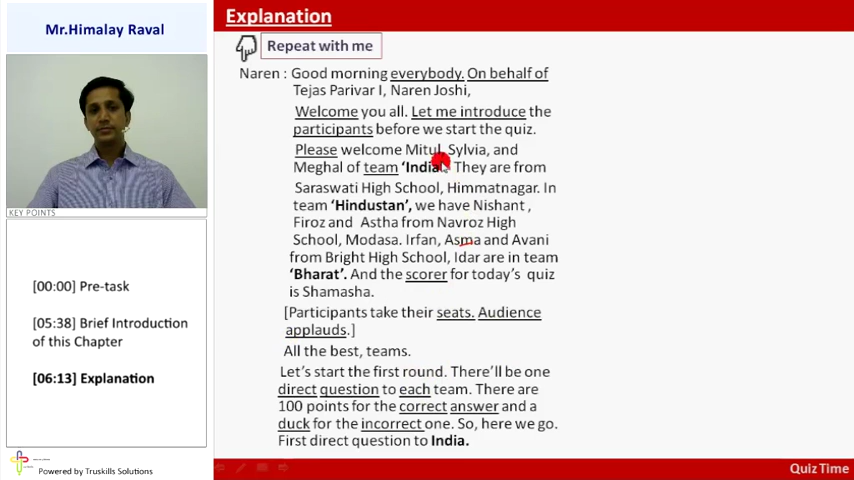 Mr.Himalay Raval
KEY POINTS
[00:00] Pre-task
[05:38] Brief Introduction
of this Chapter
[06:13] Explanation
Powered by Truskills Solutions
Explanation
Repeat with me
Naren : Good morning everybody. On behalf of
Tejas Parivar I, Naren Joshi,
Welcome you all. Let me introduce the
participants before we start the quiz.
Please welcome Mitul, Sylvia, and
Meghal of team ‘India’. They are from
Saraswati High School, Himmatnagar. In
team ‘Hindustan’, we have Nishant ,
Firoz and Astha from Navroz High
School, Modasa. Irfan, Asma and Avani
from Bright High School, Idar are in team
‘Bharat’. And the scorer for today’s quiz
is Shamasha.
[Participants take their seats. Audience
applauds.]
All the best, teams.
Let’s start the first round. There’ll be one
direct question to each team. There are
100 points for the correct answer and a
duck for the incorrect one. So, here we go.
First direct question to India.
Quiz Time